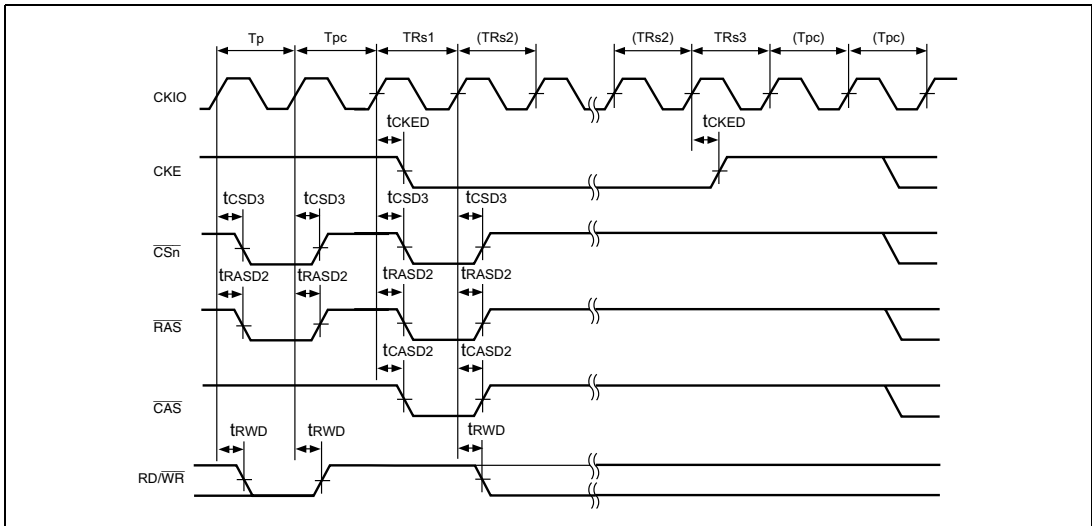 Tp Tpc TRs1 (TRs2) (TRs2) TRs3 (Tpc) (Tpc)
CKIO
tCKED tCKED
CKE
tCSD3 tCSD3 tCSD3 tCSD3
CSn
tRASD2 tRASD2 tRASD2 tRASD2
RAS
tCASD2 tCASD2
CAS
tRWD tRWD tRWD
RD/WR